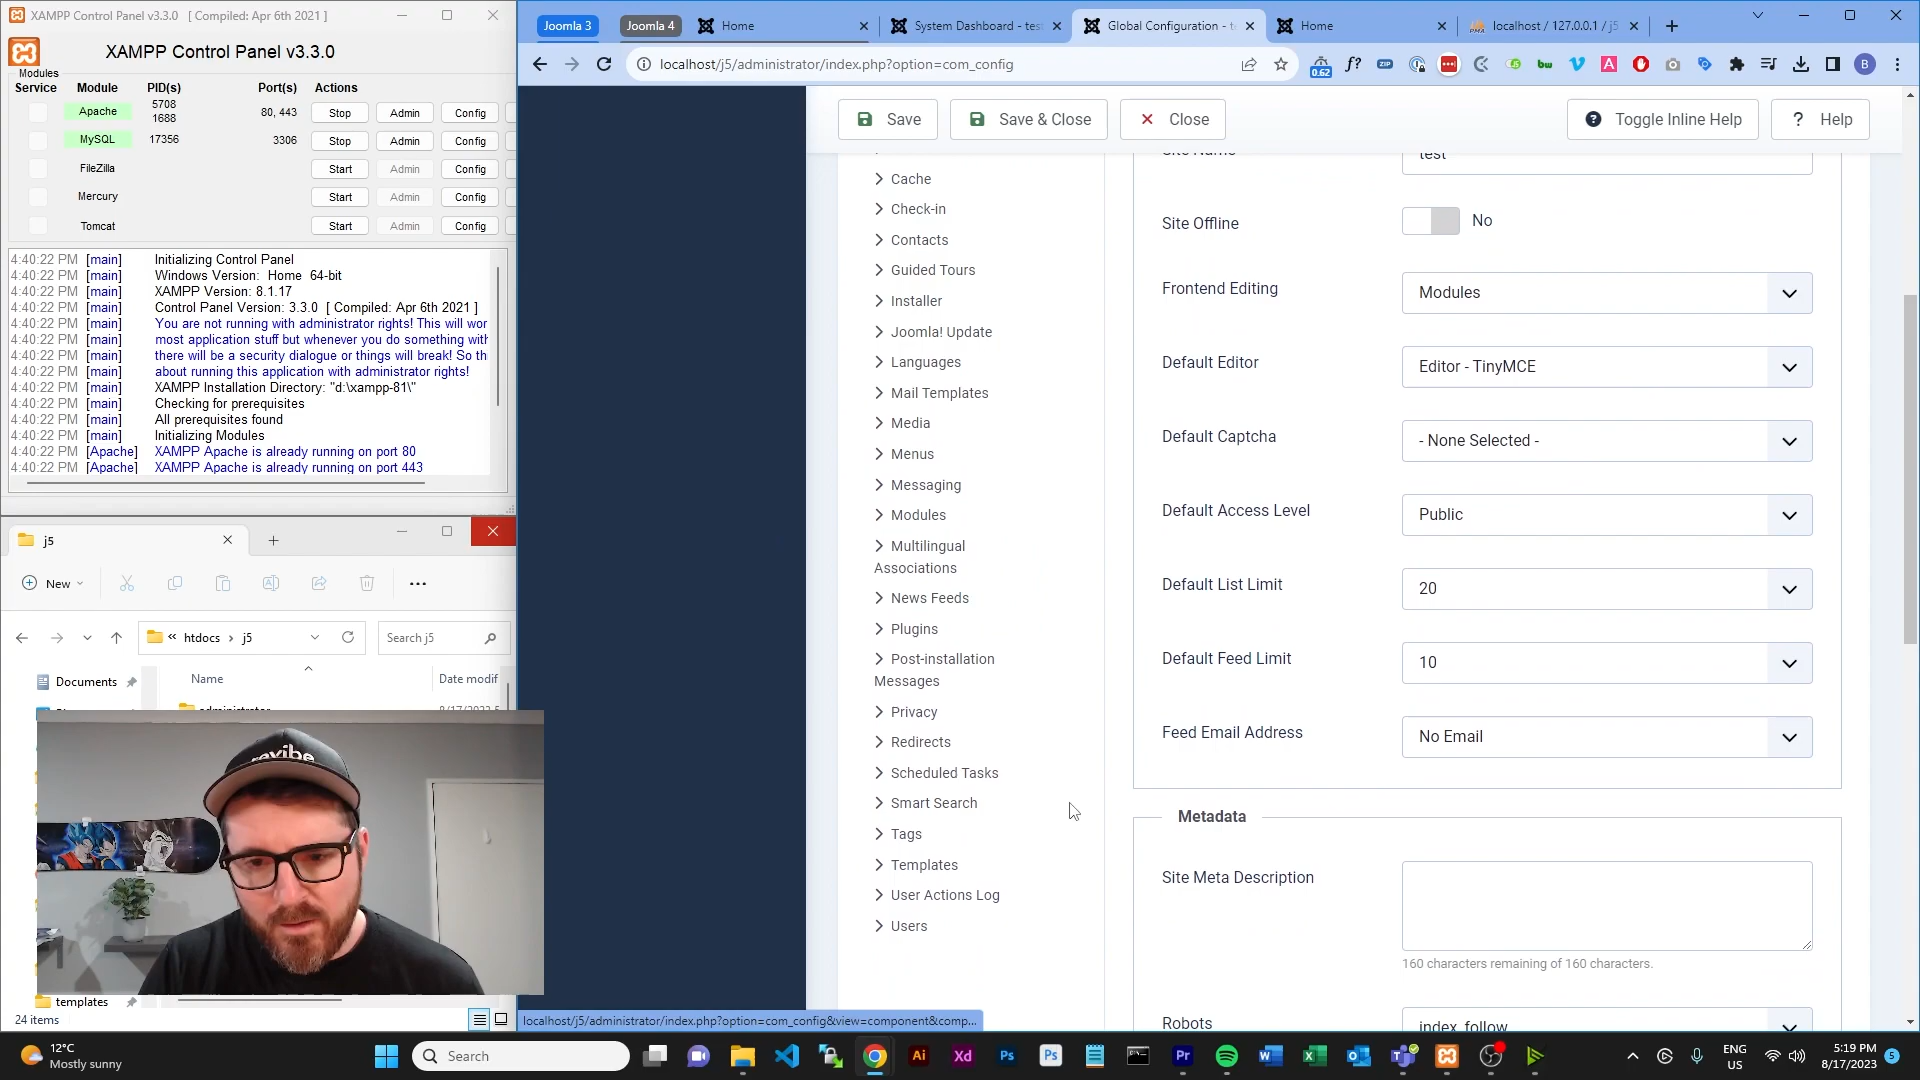 XAMPP Control Panel v3.3.0 [ Compiled: Apr 6th 2021 ]
XAMPP Control Panel v3.3.0
Modules
Service Module PID(s) Port(s) Actions
Apache 5708 1688 80, 443 Stop Admin Config
MySQL 17356 3306 Stop Admin Config
FileZilla Start Admin Config
Mercury Start Admin Config
Tomcat Start Admin Config
4:40:22 PM [main] Initializing Control Panel
4:40:22 PM [main] Windows Version: Home 64-bit
4:40:22 PM [main] XAMPP Version: 8.1.17
4:40:22 PM [main] Control Panel Version: 3.3.0 [ Compiled: Apr 6th 2021 ]
4:40:22 PM [main] You are not running with administrator rights! This will wor
4:40:22 PM [main] most application stuff but whenever you do something with
4:40:22 PM [main] there will be a security dialogue or things will break! So th
4:40:22 PM [main] about running this application with administrator rights!
4:40:22 PM [main] XAMPP Installation Directory: "d:\xampp-81\"
4:40:22 PM [main] Checking for prerequisites
4:40:22 PM [main] All prerequisites found
4:40:22 PM [main] Initializing Modules
4:40:22 PM [Apache] XAMPP Apache is already running on port 80
4:40:22 PM [Apache] XAMPP Apache is already running on port 443
j5
New
htdocs › j5 Search j5
Name Date modif
Documents
administrator
templates
24 items
Joomla 3 Joomla 4 Home System Dashboard - tes Global Configuration - te Home localhost / 127.0.0.1 / j5
localhost/j5/administrator/index.php?option=com_config
Save Save & Close Close Toggle Inline Help Help
Cache
Check-in
Contacts
Guided Tours
Installer
Joomla! Update
Languages
Mail Templates
Media
Menus
Messaging
Modules
Multilingual
Associations
News Feeds
Plugins
Post-installation
Messages
Privacy
Redirects
Scheduled Tasks
Smart Search
Tags
Templates
User Actions Log
Users
Site Name test
Site Offline No
Frontend Editing Modules
Default Editor Editor - TinyMCE
Default Captcha - None Selected -
Default Access Level Public
Default List Limit 20
Default Feed Limit 10
Feed Email Address No Email
Metadata
Site Meta Description
160 characters remaining of 160 characters.
Robots index, follow
localhost/j5/administrator/index.php?option=com_config&view=component&comp...
12°C
Mostly sunny
Search
ENG
US
5:19 PM
8/17/2023
5